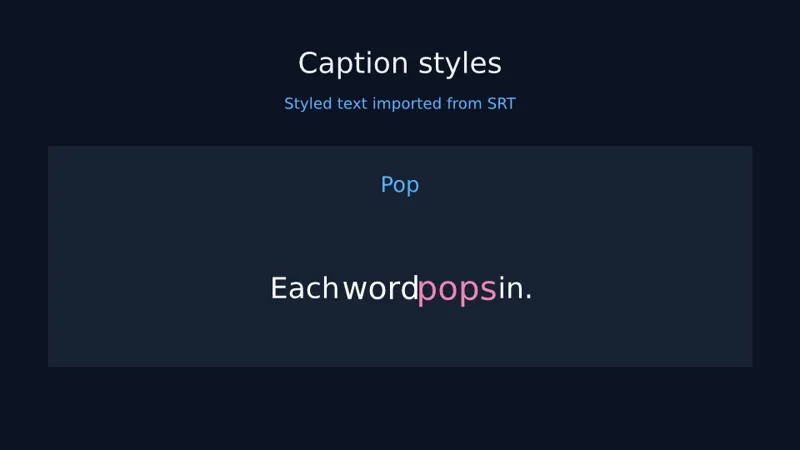 Caption styles
Styled text imported from SRT
Pop
Each word pops in.